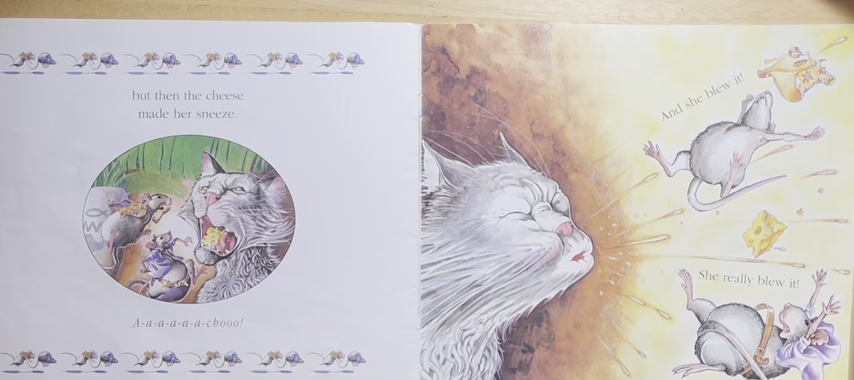 but then the cheese
made her sneeze.
A-a-a-a-a-a-chooo!
And she blew it!
She really blew it!